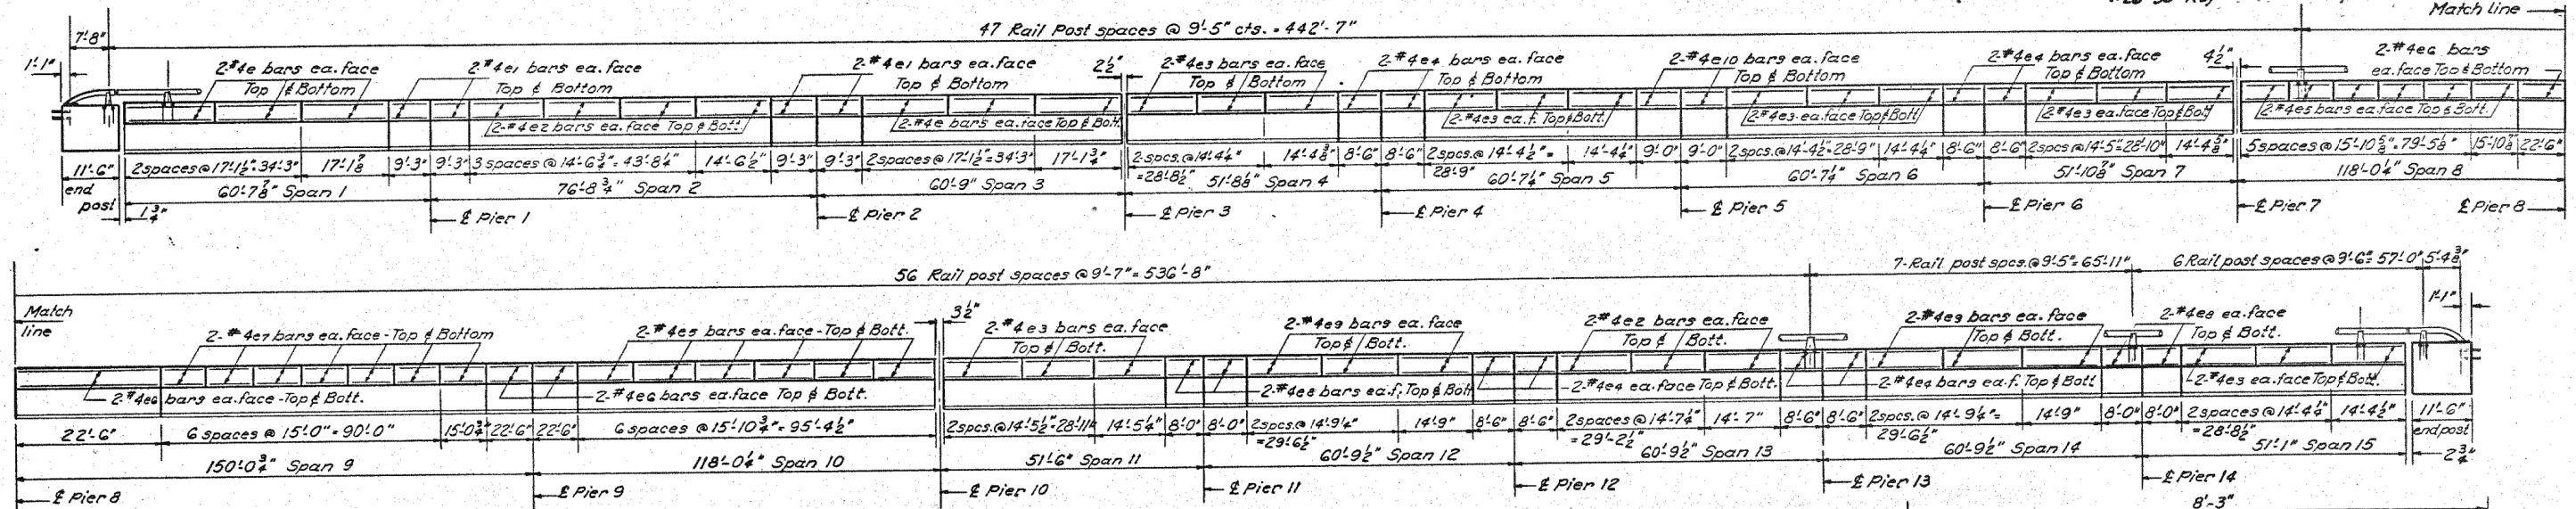 Match line
47 Rail Post spaces @ 9'-5" cts. = 442'-7"
7'-8"
1'-1"
2-#4e bars ea. face
Top & Bottom
2-#4e1 bars ea. face
Top & Bottom
2-#4e1 bars ea. face
Top & Bottom
2½"
2-#4e3 bars ea. face
Top & Bottom
2-#4e4 bars ea. face
Top & Bottom
2-#4e10 bars ea. face
Top & Bottom
2-#4e4 bars ea. face
Top & Bottom
4½"
2-#4e6 bars
ea. face Top & Bottom
2-#4e2 bars ea. face Top & Bott.
2-#4e bars ea. face Top & Bott.
2-#4e3 ea. f. Top & Bott.
2-#4e3 ea. face Top & Bott.
2-#4e3 ea. face Top & Bott.
2-#4e5 bars ea. face Top & Bott.
11'-6"
end
post
2 spaces @ 17'-1½" = 34'-3" 17'-1⅞ 9'-3" 9'-3" 3 spaces @ 14'-6¾" = 43'-8¼" 14'-6½" 9'-3" 9'-3" 2 spaces @ 17'-1½" = 34'-3" 17'-1¾"
2-spcs. @ 14'-4¼"
= 28'-8½"
14'-4⅜" 8'-6" 8'-6"
2 spcs. @ 14'-4½" =
28'-9"
14'-4¼" 9'-0" 9'-0" 2 spcs. @ 14'-4½" = 28'-9" 14'-4¼" 8'-6" 8'-6" 2 spcs @ 14'-5" = 28'-10" 14'-4⅝" 5 spaces @ 15'-10⅝" = 79'-5⅛" 15'-10⅞" 22'-6"
60'-7⅞" Span 1
76'-8¾" Span 2
60'-9" Span 3
51'-8⅛" Span 4
60'-7¼" Span 5
60'-7¼" Span 6
51'-10⅞" Span 7
118'-0¼" Span 8
1¾"
℄ Pier 1
℄ Pier 2
℄ Pier 3
℄ Pier 4
℄ Pier 5
℄ Pier 6
℄ Pier 7
℄ Pier 8
56 Rail post spaces @ 9'-7" = 536'-8"
7-Rail post spcs. @ 9'-5" = 65'-11"
6 Rail post spaces @ 9'-6" = 57'-0"
5'-4⅜"
Match
line
1'-1"
2-#4e7 bars ea. face - Top & Bottom
2-#4e5 bars ea. face - Top & Bott.
3½"
2-#4e3 bars ea. face
Top & Bott.
2-#4e9 bars ea. face
Top & Bott.
2-#4e2 bars ea. face
Top & Bott.
2-#4e9 bars ea. face
Top & Bott.
2-#4e8 ea. face
Top & Bott.
2-#4e6 bars ea. face - Top & Bott.
2-#4e6 bars ea. face Top & Bott.
2-#4e8 bars ea. f. Top & Bott
2-#4e4 ea. face Top & Bott.
2-#4e4 ea. f. Top & Bott
2-#4e3 ea. face Top & Bott.
22'-6" 6 spaces @ 15'-0" = 90'-0" 15'-0¾" 22'-6" 22'-6" 6 spaces @ 15'-10¾" = 95'-4½"
2 spcs. @ 14'-5½" = 28'-11" 14'-5¼" 8'-0" 8'-0"
2 spcs. @ 14'-9¼"
= 29'-6½"
14'-9" 8'-6" 8'-6"
2 spaces @ 14'-7¼"
= 29'-2½"
14'-7" 8'-6" 8'-6"
2 spcs. @ 14'-9¼" =
29'-6½"
14'-9" 8'-0" 8'-0"
2 spaces @ 14'-4¼"
= 28'-8½"
14'-4½"
11'-6"
end post
150'-0¾" Span 9
118'-0¼" Span 10
51'-6" Span 11
60'-9½" Span 12
60'-9½" Span 13
60'-9½" Span 14
51'-1" Span 15
2¾"
℄ Pier 8
℄ Pier 9
℄ Pier 10
℄ Pier 11
℄ Pier 12
℄ Pier 13
℄ Pier 14
8'-3"